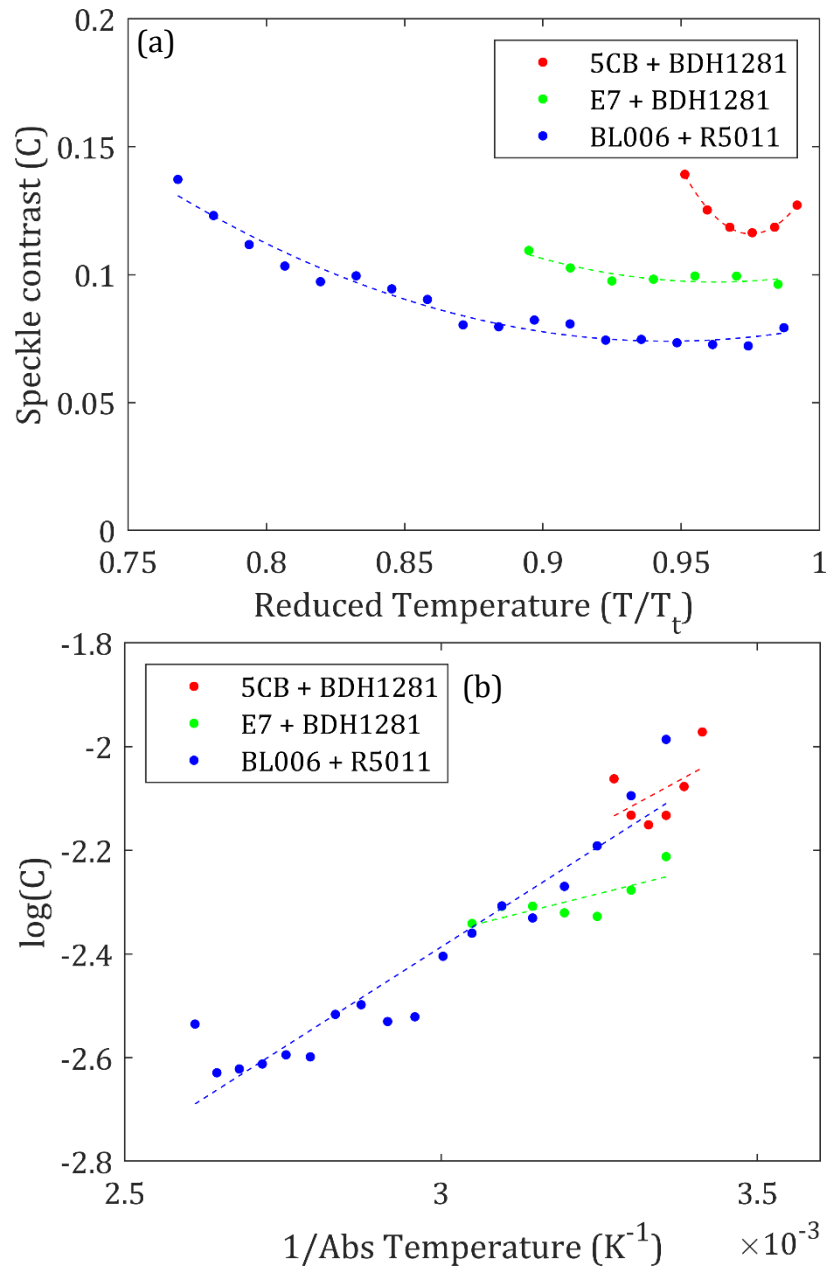 (a)
0.2
0.15
0.1
0.05
0
Speckle contrast (C)
5CB + BDH1281
E7 + BDH1281
BL006 + R5011
0.75 0.8 0.85 0.9 0.95 1
Reduced Temperature (T/Tt)
(b)
-1.8
-2
-2.2
-2.4
-2.6
-2.8
log(C)
5CB + BDH1281
E7 + BDH1281
BL006 + R5011
2.5 3 3.5
1/Abs Temperature (K⁻¹) ×10⁻³